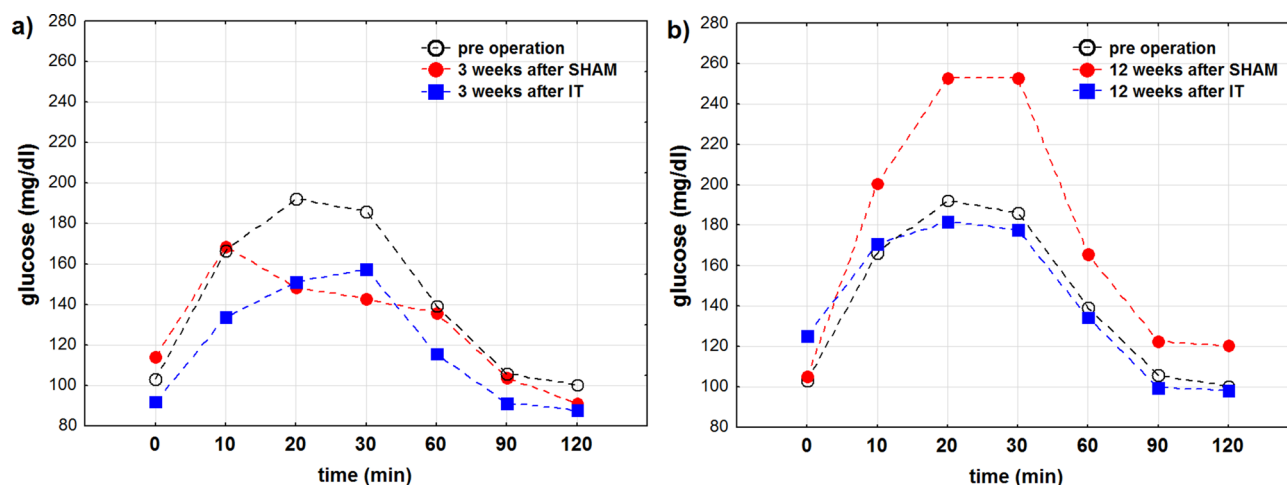 a)
pre operation
3 weeks after SHAM
3 weeks after IT
glucose (mg/dl)
280
260
240
220
200
180
160
140
120
100
80
0 10 20 30 60 90 120
time (min)
b)
pre operation
12 weeks after SHAM
12 weeks after IT
glucose (mg/dl)
280
260
240
220
200
180
160
140
120
100
80
0 10 20 30 60 90 120
time (min)